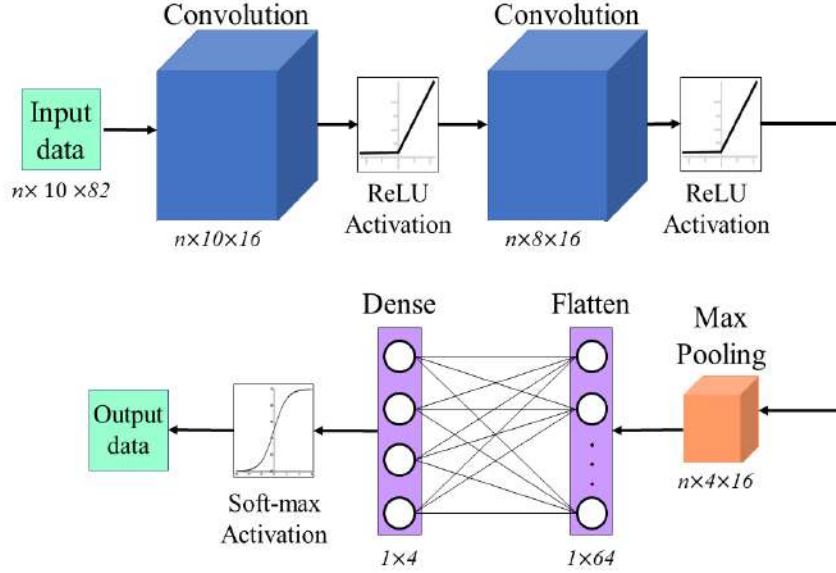 Convolution
Convolution
Input
data
n× 10 ×82
n×10×16
ReLU
Activation
n×8×16
ReLU
Activation
Dense
Flatten
Max
Pooling
Output
data
Soft-max
Activation
1×4
1×64
n×4×16